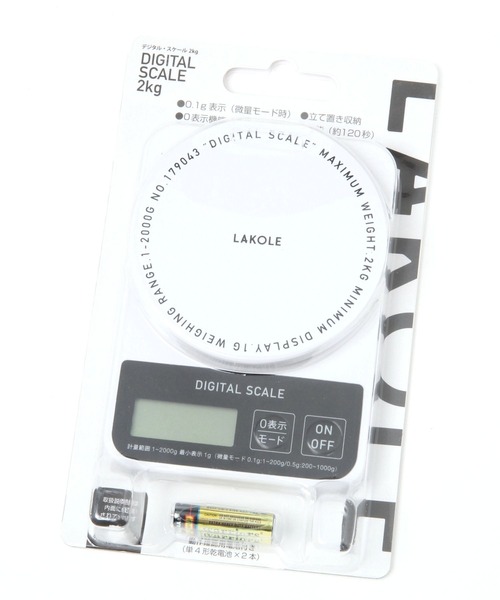 デジタル・スケール 2kg
DIGITAL
SCALE
2kg
●0.1g表示（微量モード時） ●立て置き収納
●0表示機
（約120秒）
LAKOLE
NO.179043 "DIGITAL SCALE" MAXIMUM WEIGHT.2KG MINIMUM DISPLAY.1G WEIGHING RANGE.1-2000G
LAKOLE
DIGITAL SCALE
0表示
モード
ON
OFF
計量範囲 1~2000g 最小表示 1g（微量モード 0.1g:1~200g/0.5g:200~1000g）
取扱説明書は
内面に
（単4形乾電池×2本）